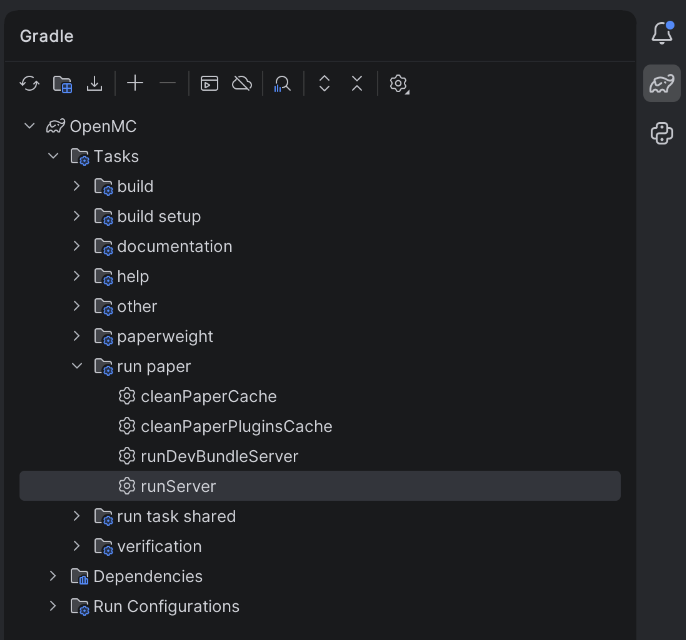 Gradle
OpenMC
Tasks
build
build setup
documentation
help
other
paperweight
run paper
cleanPaperCache
cleanPaperPluginsCache
runDevBundleServer
runServer
run task shared
verification
Dependencies
Run Configurations